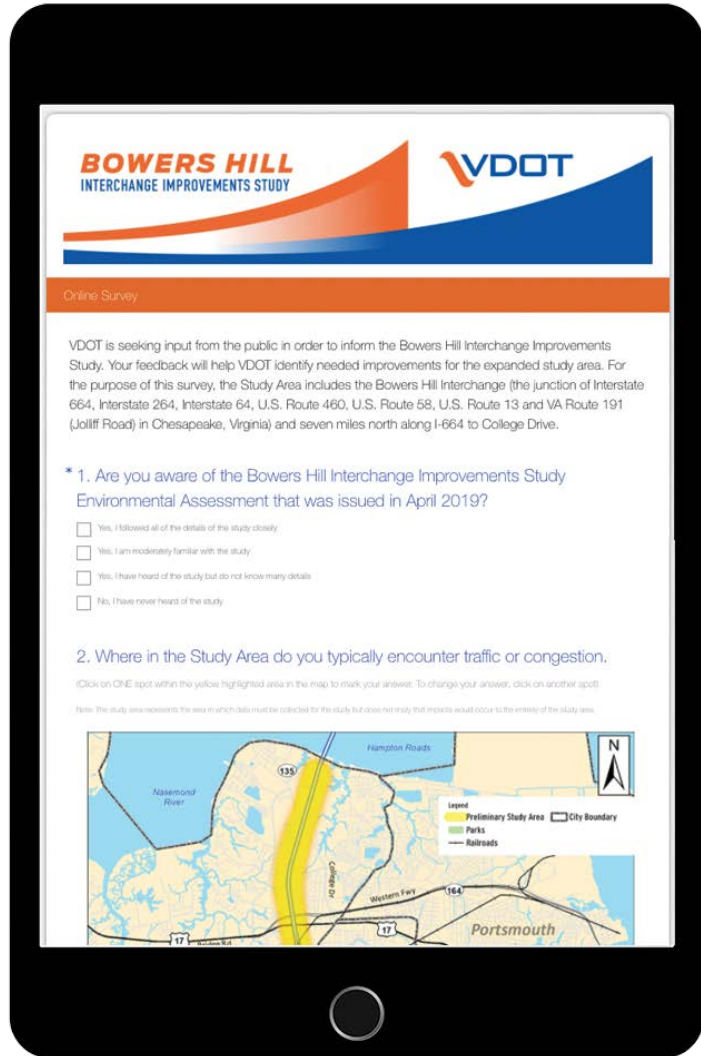 BOWERS HILL
INTERCHANGE IMPROVEMENTS STUDY
VDOT
Online Survey
VDOT is seeking input from the public in order to inform the Bowers Hill Interchange Improvements
Study. Your feedback will help VDOT identify needed improvements for the expanded study area. For
the purpose of this survey, the Study Area includes the Bowers Hill Interchange (the junction of Interstate
664, Interstate 264, Interstate 64, U.S. Route 460, U.S. Route 58, U.S. Route 13 and VA Route 191
(Jolliff Road) in Chesapeake, Virginia) and seven miles north along I-664 to College Drive.
* 1. Are you aware of the Bowers Hill Interchange Improvements Study
Environmental Assessment that was issued in April 2019?
Yes, I followed all of the details of the study closely
Yes, I am moderately familiar with the study
Yes, I have heard of the study but do not know many details
No, I have never heard of the study
2. Where in the Study Area do you typically encounter traffic or congestion.
(Click on ONE spot within the yellow highlighted area in the map to mark your answer. To change your answer, click on another spot)
Note: The study area represents the area in which data must be collected for the study but does not imply that impacts would occur to the entirety of the study area.
Hampton Roads
N
135
Nasemond
River
Legend
Preliminary Study Area
City Boundary
Parks
Railroads
College Dr
Western Fwy
164
17
17
Portsmouth